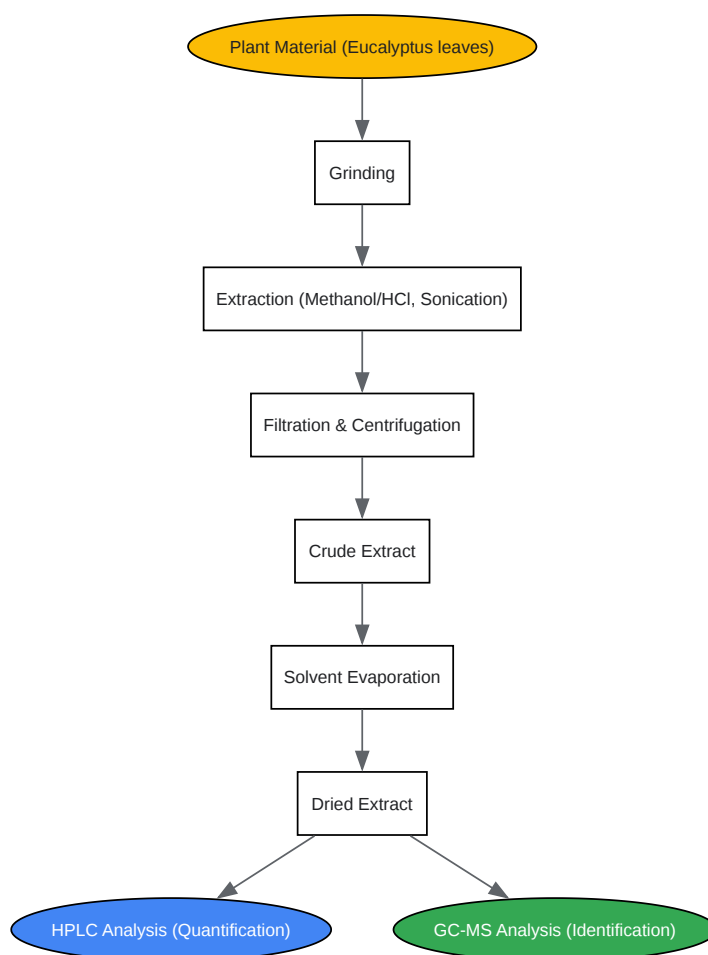 Plant Material (Eucalyptus leaves)
Grinding
Extraction (Methanol/HCl, Sonication)
Filtration & Centrifugation
Crude Extract
Solvent Evaporation
Dried Extract
HPLC Analysis (Quantification)
GC-MS Analysis (Identification)